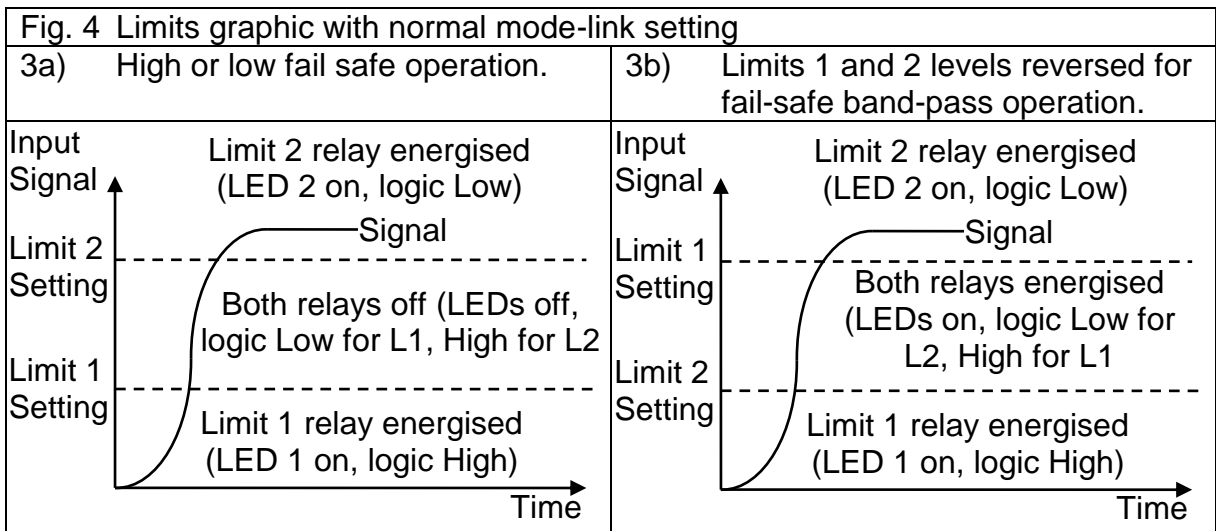 Fig. 4 Limits graphic with normal mode-link setting
3a) High or low fail safe operation.
3b) Limits 1 and 2 levels reversed for
fail-safe band-pass operation.
Input
Signal
Limit 2 relay energised
(LED 2 on, logic Low)
Signal
Limit 2
Setting
Both relays off (LEDs off,
logic Low for L1, High for L2
Limit 1
Setting
Limit 1 relay energised
(LED 1 on, logic High)
Time
Input
Signal
Limit 2 relay energised
(LED 2 on, logic Low)
Signal
Limit 1
Setting
Both relays energised
(LEDs on, logic Low for
L2, High for L1
Limit 2
Setting
Limit 1 relay energised
(LED 1 on, logic High)
Time